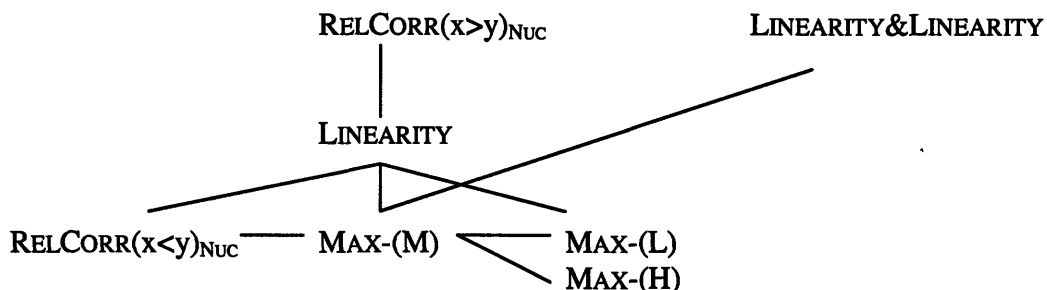 RELCORR(x>y)NUC LINEARITY&LINEARITY
LINEARITY
RELCORR(x<y)NUC MAX-(M) MAX-(L)
MAX-(H)